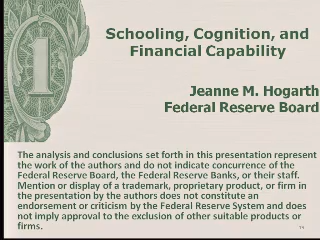 Schooling, Cognition, and
Financial Capability
Jeanne M. Hogarth
Federal Reserve Board
The analysis and conclusions set forth in this presentation represent
the work of the authors and do not indicate concurrence of the
Federal Reserve Board, the Federal Reserve Banks, or their staff.
Mention or display of a trademark, proprietary product, or firm in
the presentation by the authors does not constitute an
endorsement or criticism by the Federal Reserve System and does
not imply approval to the exclusion of other suitable products or
firms.